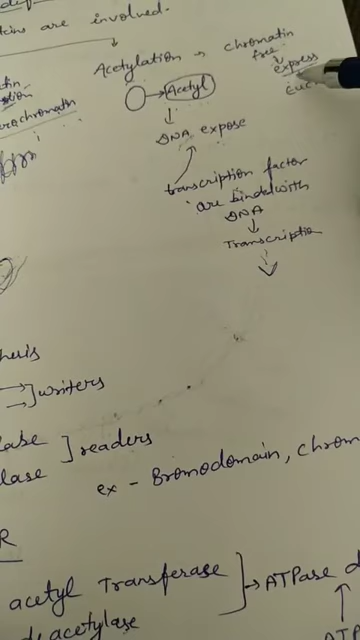 are involved.
Acetylation → chromatin
free
express
Acetyl
DNA expose
transcription factor
are binded with
DNA
Transcription
] writers
] readers
ex - Bromodomain, chrom
R
acetyl Transferase
→ ATPase d
deacetylase